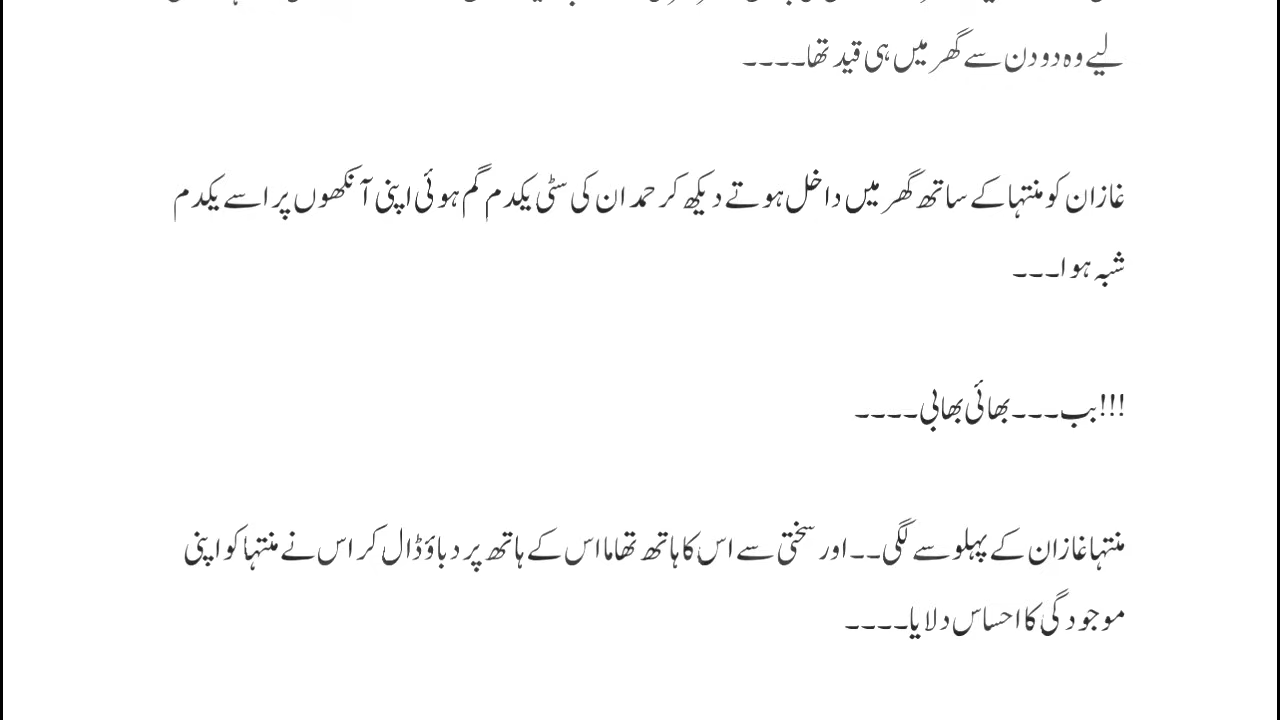 لیے وہ دو دن سے گھر میں ہی قید تھا۔۔۔۔
غازان کو منتہا کے ساتھ گھر میں داخل ہوتے دیکھ کر حمدان کی سٹی یکدم گم ہوئی اپنی آنکھوں پر اسے یکدم
شبہ ہوا۔۔۔
!!!بب۔۔۔بھائی بھابی۔۔۔۔
منتہا غازان کے پہلو سے لگی۔۔اور سختی سے اس کا ہاتھ تھاما اس کے ہاتھ پر دباؤ ڈال کر اس نے منتہا کو اپنی
موجودگی کا احساس دلایا۔۔۔۔